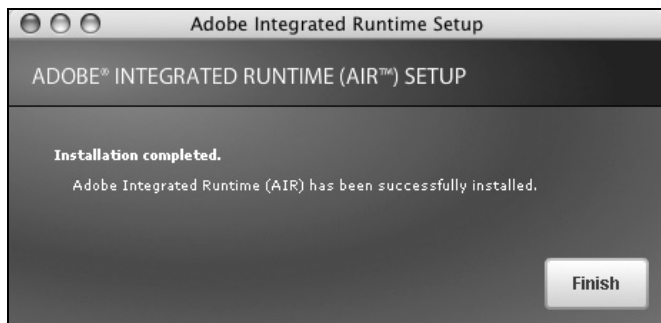 Adobe Integrated Runtime Setup
ADOBE® INTEGRATED RUNTIME (AIR™) SETUP
Installation completed.
Adobe Integrated Runtime (AIR) has been successfully installed.
Finish